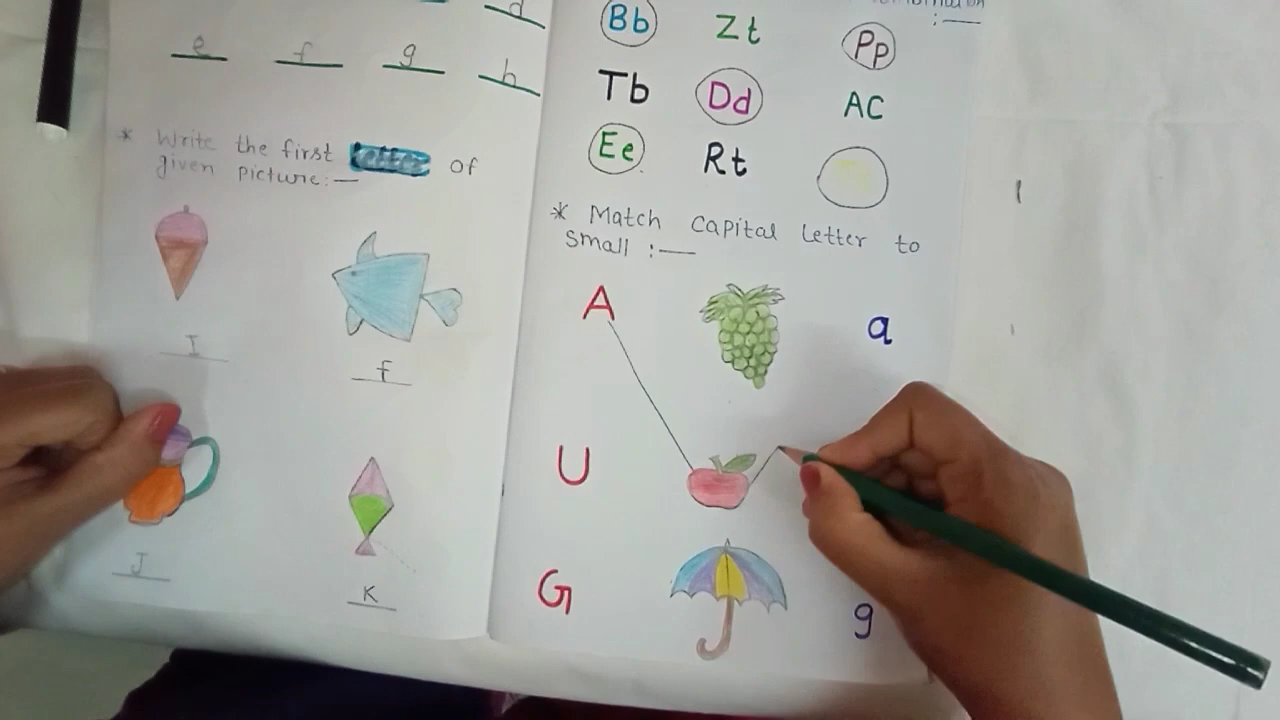 d
e f g h
* Write the first letter of
given picture:—
I f
J K
Bb Zt Pp
Tb Dd AC
Ee Rt
* Match capital letter to
small :—
A a
U
G g